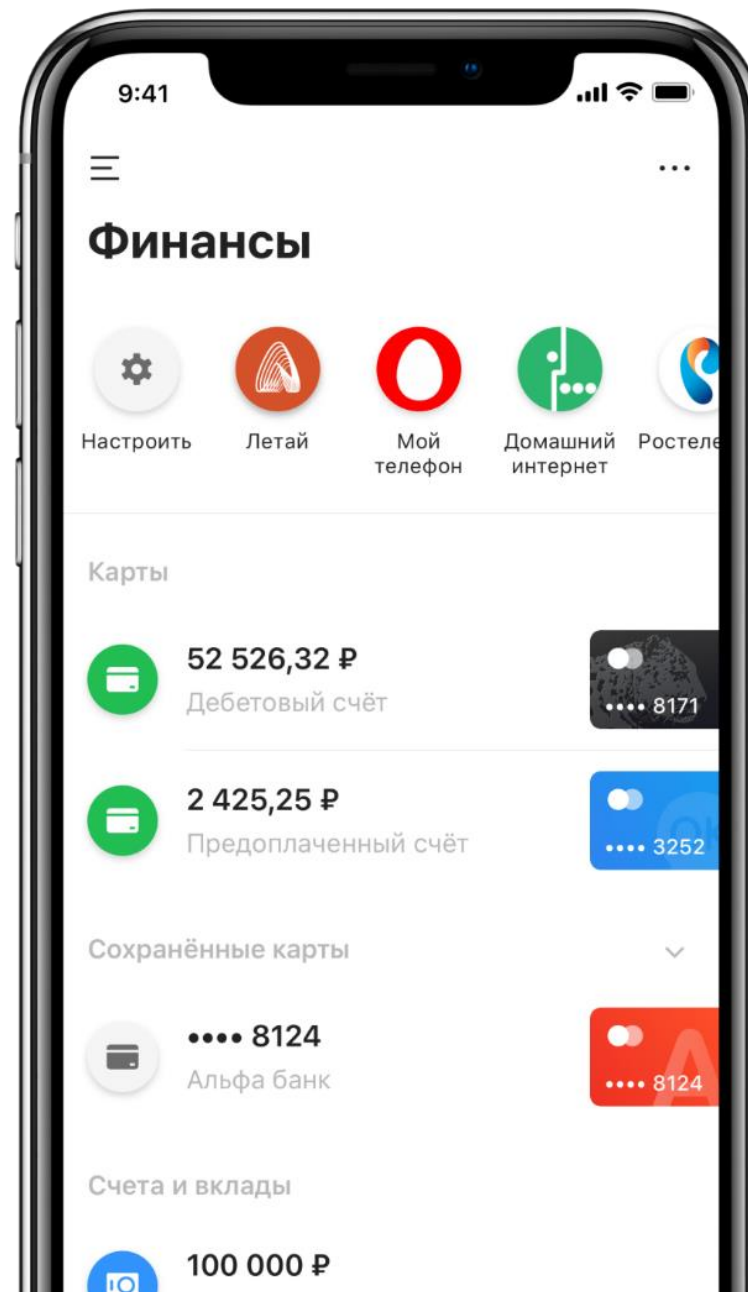 9:41
Финансы
Настроить
Летай
Мой
телефон
Домашний
интернет
Карты
52 526,32 ₽
Дебетовый счёт
•••• 8171
2 425,25 ₽
Предоплаченный счёт
•••• 3252
Сохранённые карты
•••• 8124
Альфа банк
•••• 8124
Счета и вклады
100 000 ₽